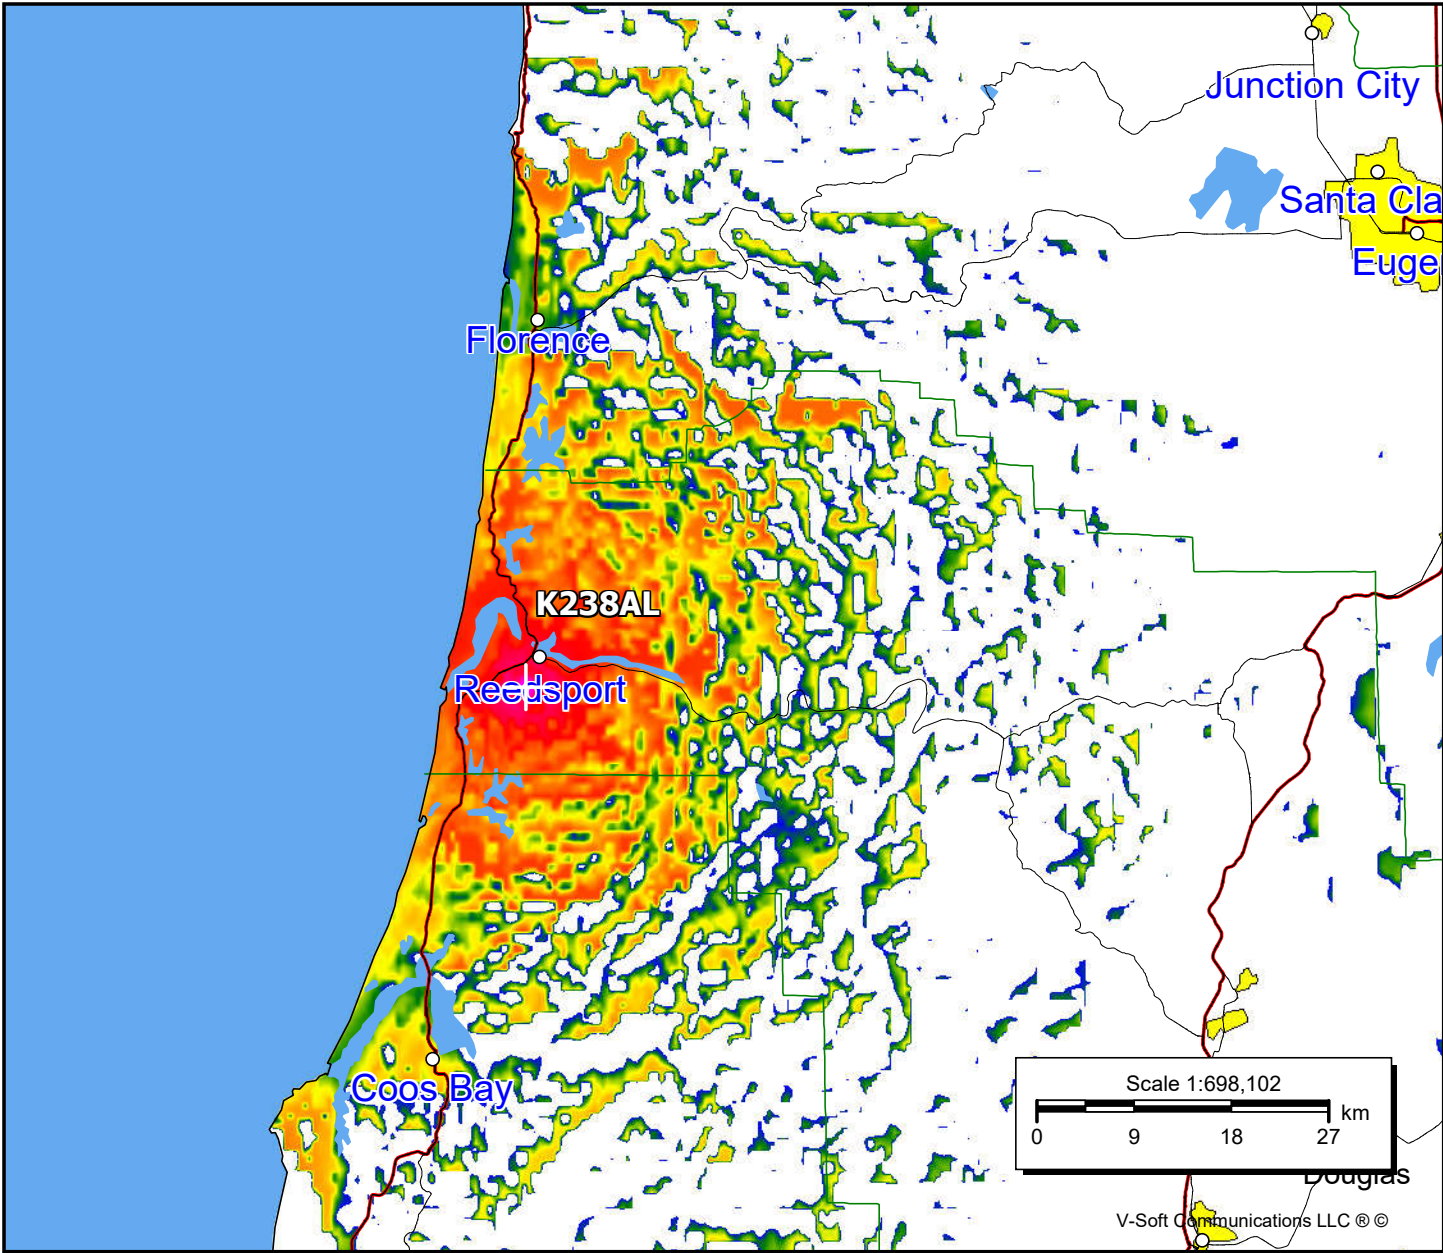 Junction City
Santa Cla
Euge
Florence
K238AL
Reedsport
Coos Bay
Scale 1:698,102
km
0 9 18 27
Douglas
V-Soft Communications LLC ® ©